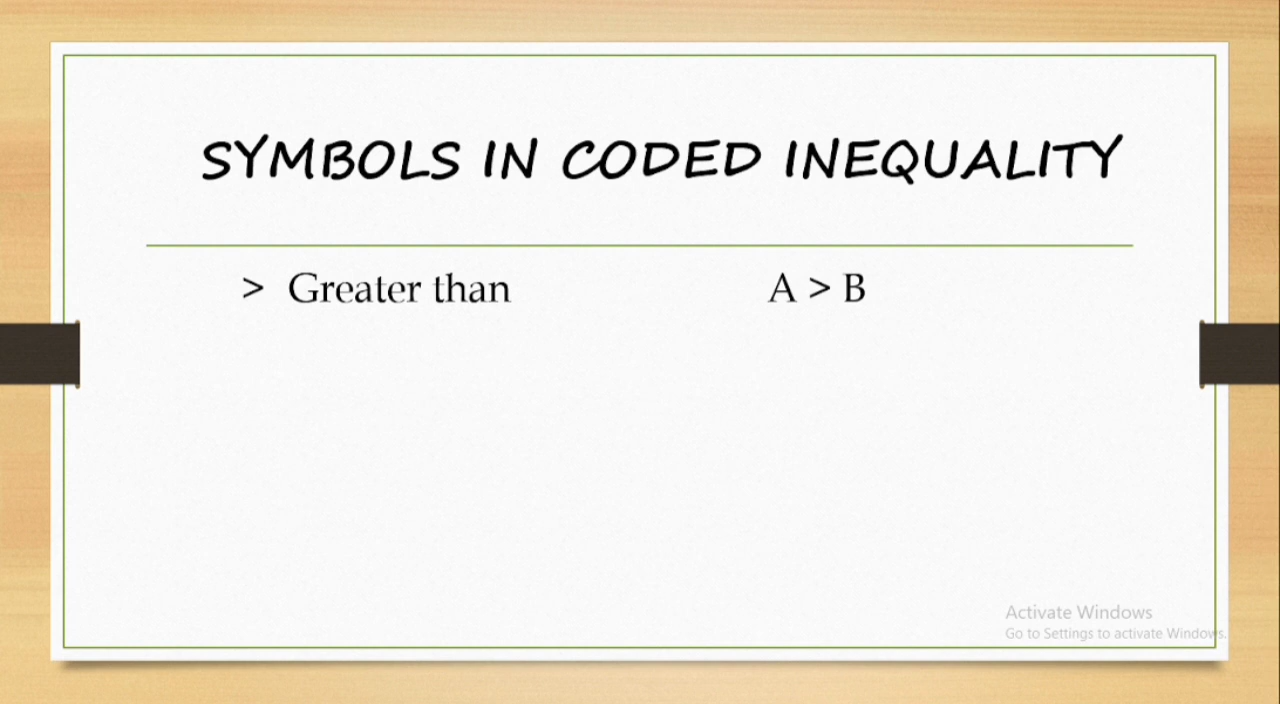 SYMBOLS IN CODED INEQUALITY
> Greater than A > B
Activate Windows
Go to Settings to activate Windows.